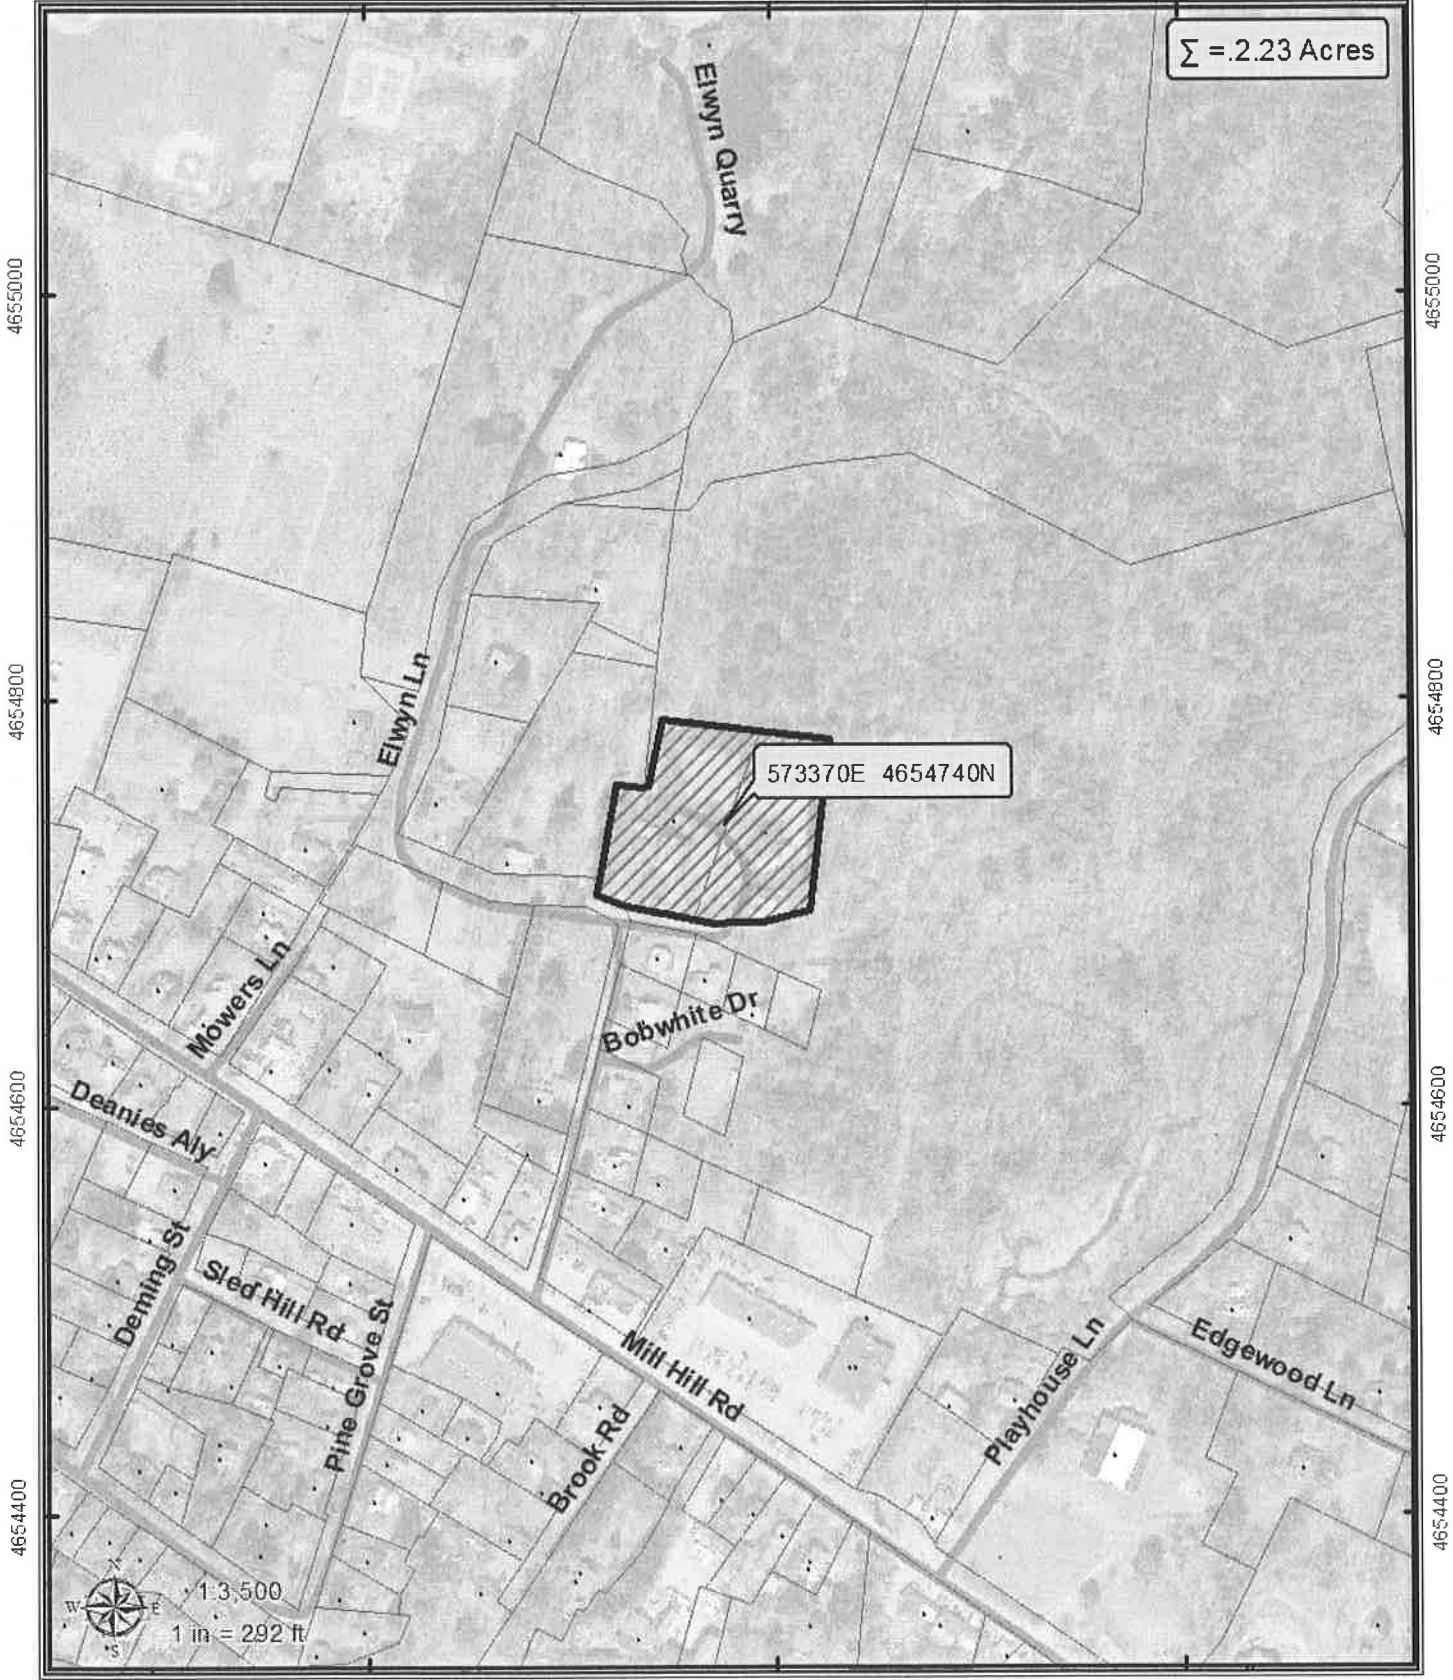 ∑ =.2.23 Acres
Elwyn Quarry
4655000
4655000
4654800
4654800
Elwyn Ln
573370E 4654740N
Mowers Ln
Bobwhite Dr
4654600
4654600
Deanies Aly
Deming St
Sled Hill Rd
Pine Grove St
Mill Hill Rd
Brook Rd
Playhouse Ln
Edgewood Ln
4654400
4654400
N
W E
S
1:3,500
1 in = 292 ft